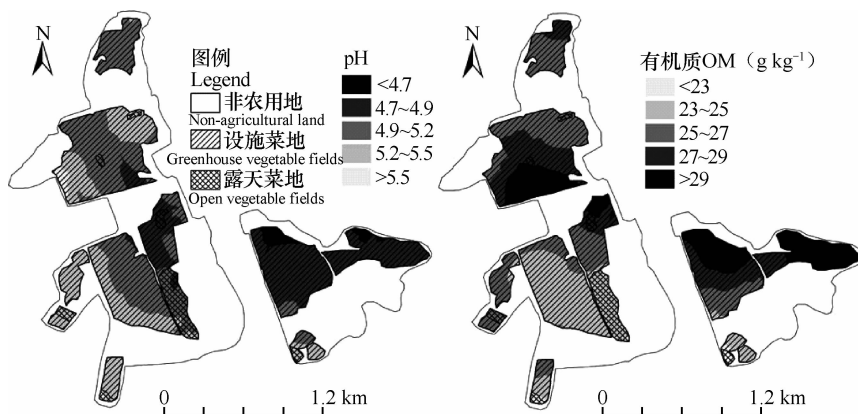 N
图例
Legend
非农用地
Non-agricultural land
设施菜地
Greenhouse vegetable fields
露天菜地
Open vegetable fields
pH
<4.7
4.7~4.9
4.9~5.2
5.2~5.5
>5.5
0 1.2 km
N
有机质OM（g kg⁻¹）
<23
23~25
25~27
27~29
>29
0 1.2 km